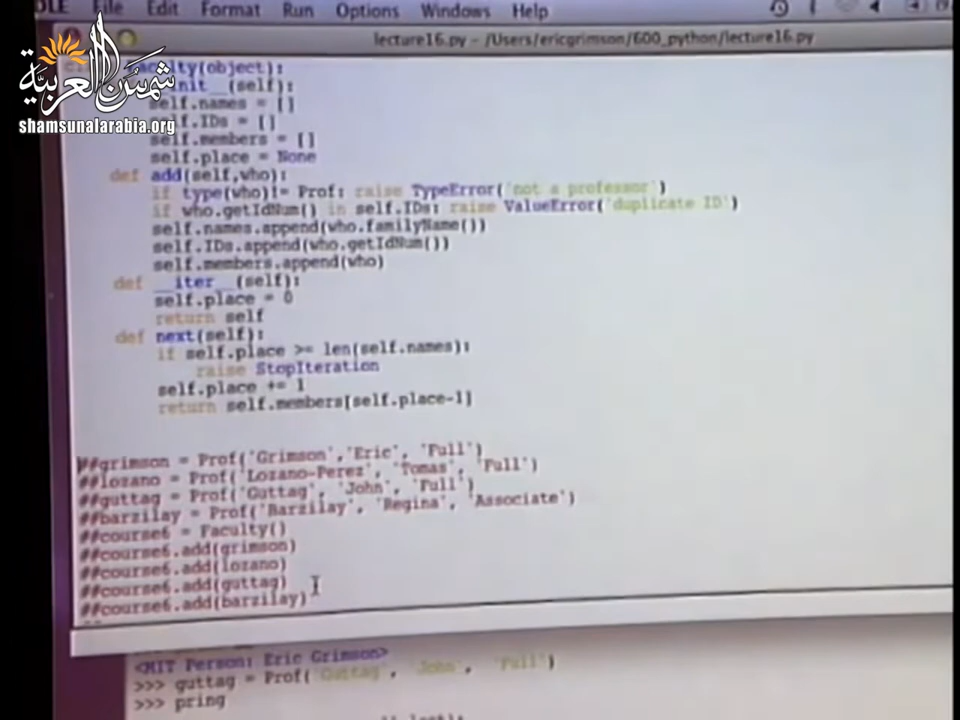 File Edit Format Run Options Windows Help
lecture16.py - /Users/ericgrimson/600_python/lecture16.py
شمس العربية
shamsunalarabia.org
(object):
(self):
self.names = []
self.IDs = []
self.members = []
self.place = None
def add(self,who):
if type(who)!= Prof: raise TypeError('not a professor')
if who.getIdNum() in self.IDs: raise ValueError('duplicate ID')
self.names.append(who.familyName())
self.IDs.append(who.getIdNum())
self.members.append(who)
def __iter__(self):
self.place = 0
return self
def next(self):
if self.place >= len(self.names):
raise StopIteration
self.place += 1
return self.members[self.place-1]
##grimson = Prof('Grimson','Eric', 'Full')
##lozano = Prof('Lozano-Perez', 'Tomas', 'Full')
##guttag = Prof('Guttag', 'John', 'Full')
##barzilay = Prof('Barzilay', 'Regina', 'Associate')
##course6 = Faculty()
##course6.add(grimson)
##course6.add(lozano)
##course6.add(guttag)
##course6.add(barzilay)
<MIT Person: Eric Grimson>
>>> guttag = Prof('Guttag', 'John', 'Full')
>>> pring